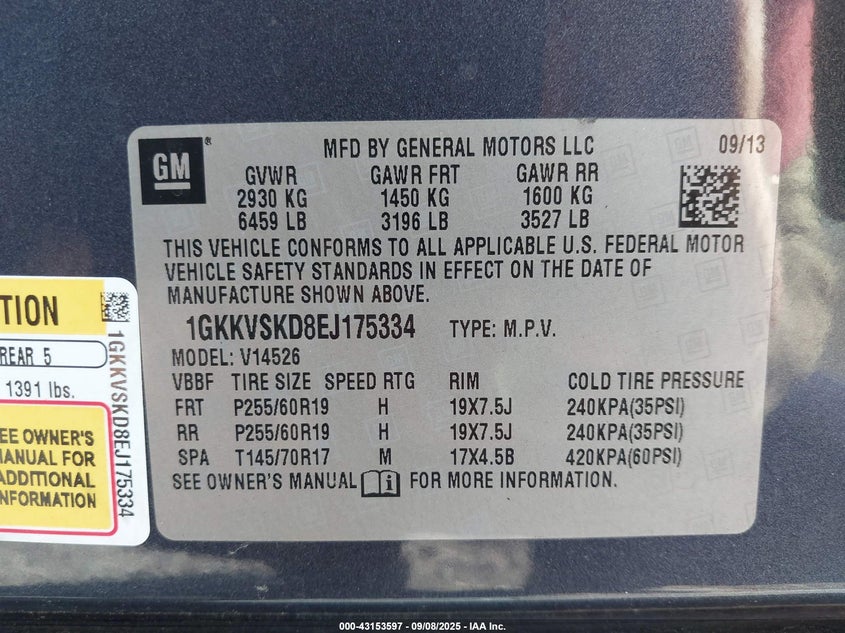 GM
MFD BY GENERAL MOTORS LLC 09/13
GVWR GAWR FRT GAWR RR
2930 KG 1450 KG 1600 KG
6459 LB 3196 LB 3527 LB
THIS VEHICLE CONFORMS TO ALL APPLICABLE U.S. FEDERAL MOTOR
VEHICLE SAFETY STANDARDS IN EFFECT ON THE DATE OF
MANUFACTURE SHOWN ABOVE.
1GKKVSKD8EJ175334 TYPE: M.P.V.
MODEL: V14526
VBBF TIRE SIZE SPEED RTG RIM COLD TIRE PRESSURE
FRT P255/60R19 H 19X7.5J 240KPA(35PSI)
RR P255/60R19 H 19X7.5J 240KPA(35PSI)
SPA T145/70R17 M 17X4.5B 420KPA(60PSI)
SEE OWNER'S MANUAL FOR MORE INFORMATION.
TION
REAR 5
1391 lbs.
EE OWNER'S
MANUAL FOR
ADDITIONAL
NFORMATION
1GKKVSKD8EJ175334
000-43153597 - 09/08/2025 - IAA Inc.